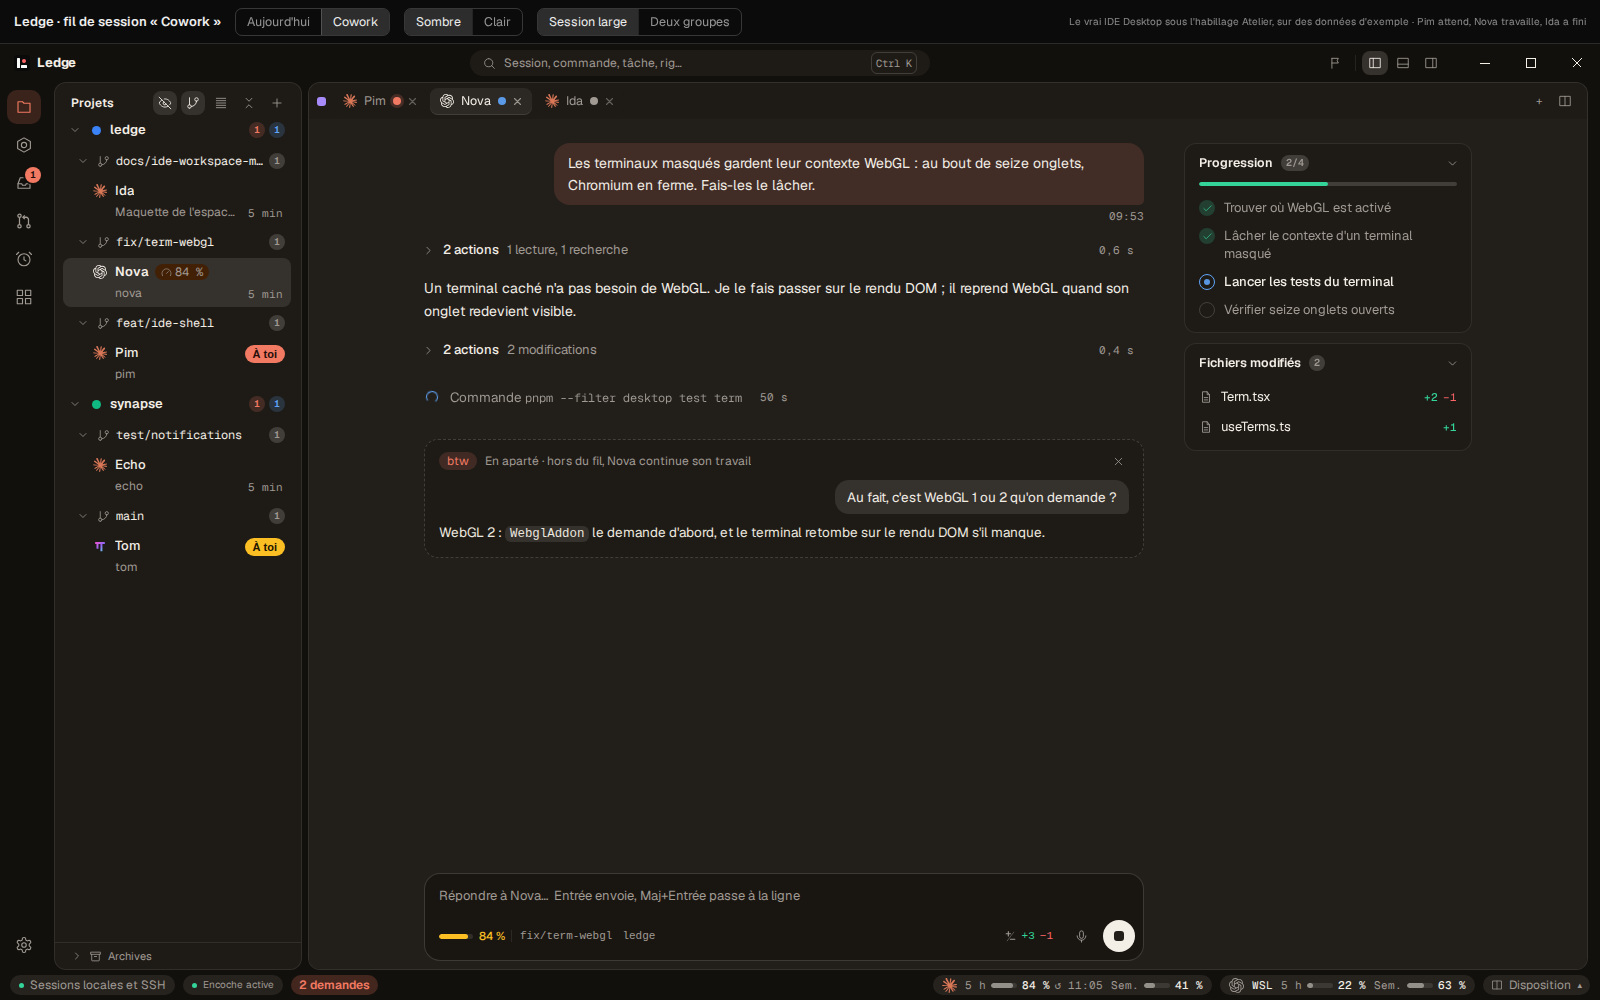 Ledge · fil de session « Cowork »
Aujourd'hui
Cowork
Sombre
Clair
Session large
Deux groupes
Le vrai IDE Desktop sous l'habillage Atelier, sur des données d'exemple · Pim attend, Nova travaille, Ida a fini
Ledge
Session, commande, tâche, rig…
Ctrl K
1
Projets
ledge
1
1
docs/ide-workspace-m…
1
Ida
Maquette de l'espac…
5 min
fix/term-webgl
1
Nova
84 %
nova
5 min
feat/ide-shell
1
Pim
À toi
pim
synapse
1
1
test/notifications
1
Echo
echo
5 min
main
1
Tom
À toi
tom
Archives
Pim
Nova
Ida
Les terminaux masqués gardent leur contexte WebGL : au bout de seize onglets,
Chromium en ferme. Fais-les le lâcher.
09:53
2 actions 1 lecture, 1 recherche
0,6 s
Un terminal caché n'a pas besoin de WebGL. Je le fais passer sur le rendu DOM ; il reprend WebGL quand son
onglet redevient visible.
2 actions 2 modifications
0,4 s
Commande pnpm --filter desktop test term 50 s
btw En aparté · hors du fil, Nova continue son travail
Au fait, c'est WebGL 1 ou 2 qu'on demande ?
WebGL 2 : WebglAddon le demande d'abord, et le terminal retombe sur le rendu DOM s'il manque.
Répondre à Nova… Entrée envoie, Maj+Entrée passe à la ligne
84 %
fix/term-webgl
ledge
+3 −1
Progression 2/4
Trouver où WebGL est activé
Lâcher le contexte d'un terminal
masqué
Lancer les tests du terminal
Vérifier seize onglets ouverts
Fichiers modifiés 2
Term.tsx
+2 −1
useTerms.ts
+1
Sessions locales et SSH
Encoche active
2 demandes
5 h 84 % ↺ 11:05 Sem. 41 %
WSL 5 h 22 % Sem. 63 %
Disposition